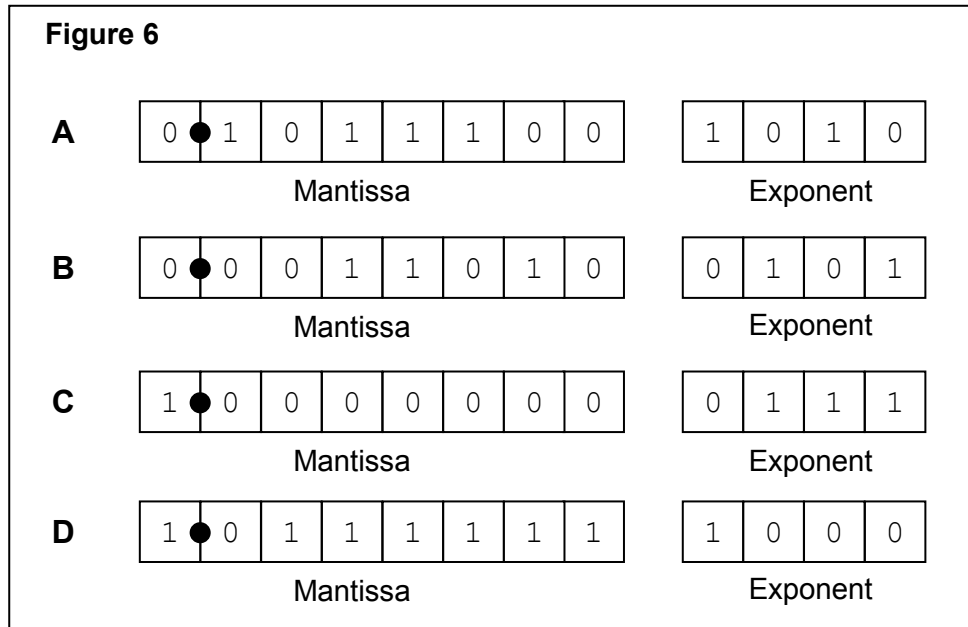 Figure 6
A 0 1 0 1 1 1 0 0 1 0 1 0
Mantissa Exponent
B 0 0 0 1 1 0 1 0 0 1 0 1
Mantissa Exponent
C 1 0 0 0 0 0 0 0 0 1 1 1
Mantissa Exponent
D 1 0 1 1 1 1 1 1 1 0 0 0
Mantissa Exponent